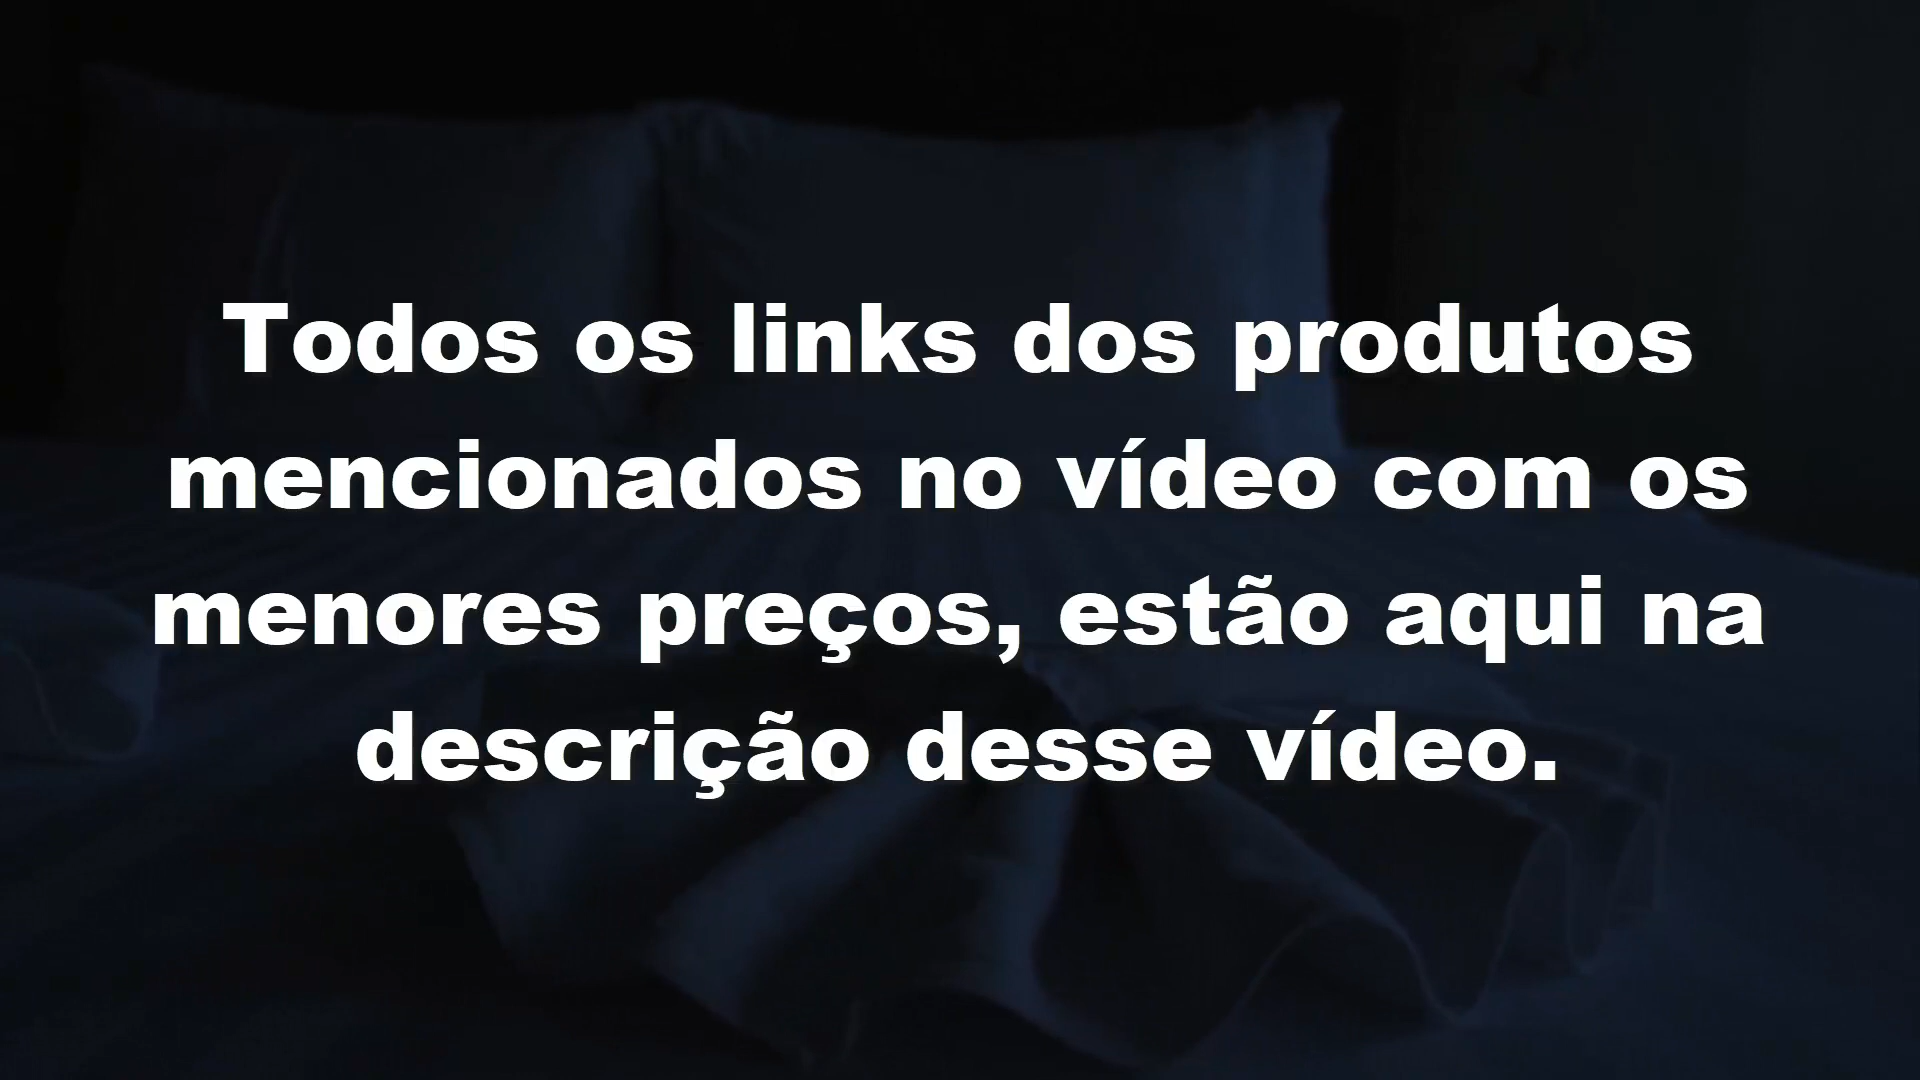 Todos os links dos produtos
mencionados no vídeo com os
menores preços, estão aqui na
descrição desse vídeo.